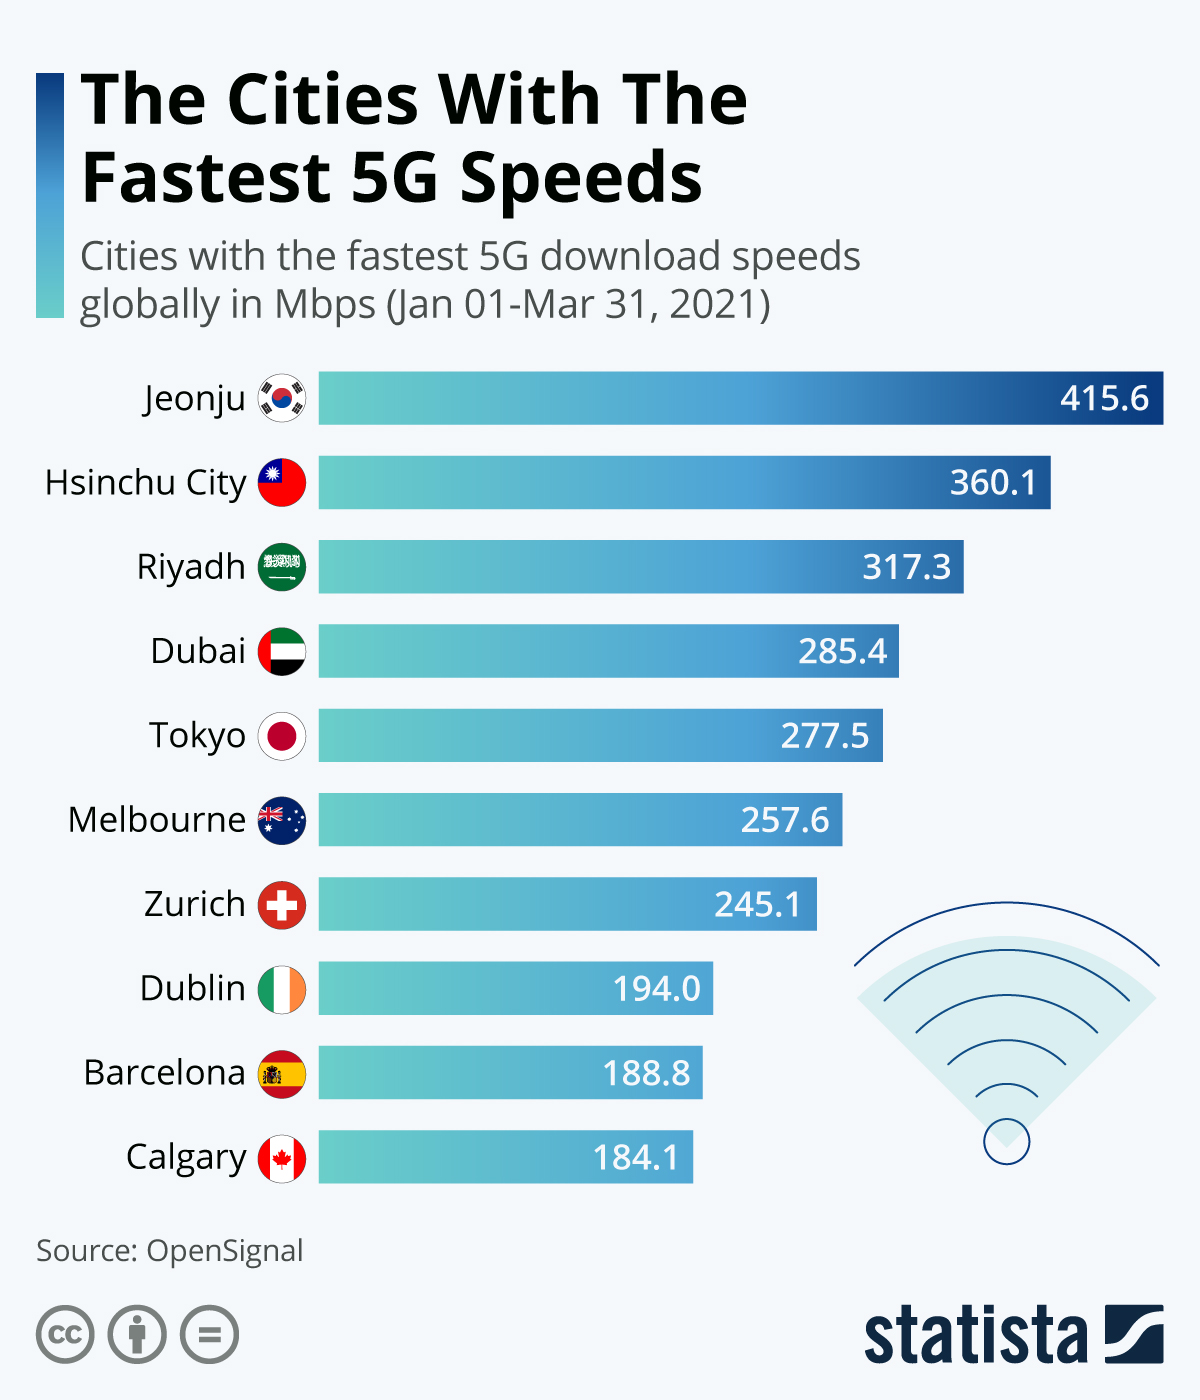 The Cities With The
Fastest 5G Speeds
Cities with the fastest 5G download speeds
globally in Mbps (Jan 01-Mar 31, 2021)
Jeonju 415.6
Hsinchu City 360.1
Riyadh 317.3
Dubai 285.4
Tokyo 277.5
Melbourne 257.6
Zurich 245.1
Dublin 194.0
Barcelona 188.8
Calgary 184.1
Source: OpenSignal
cc
statista